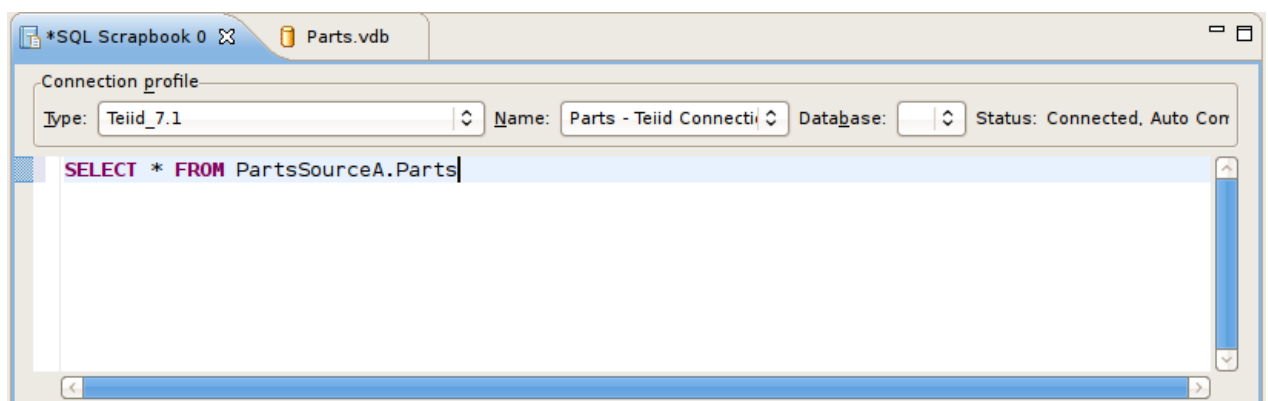 *SQL Scrapbook 0 Parts.vdb
Connection profile
Type: Teiid_7.1 Name: Parts - Teiid Connecti Database: Status: Connected, Auto Com
SELECT * FROM PartsSourceA.Parts